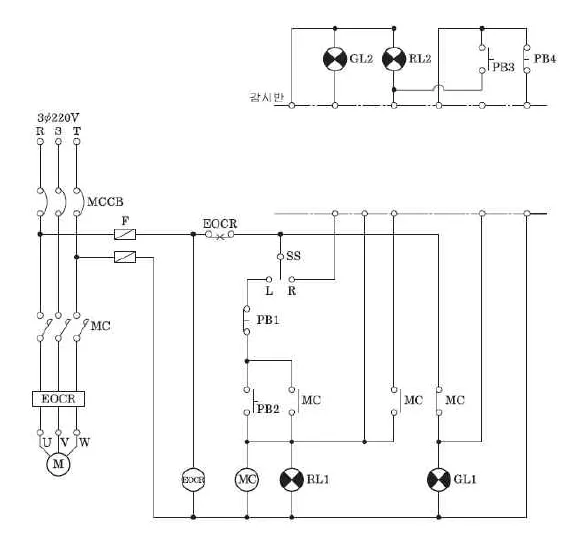 GL2 RL2 PB3 PB4
감시반
3φ220V
R S T
MCCB
F
EOCR
SS
L R
PB1
MC
MC MC MC
PB2
EOCR
U V W
M
EOCR MC RL1 GL1